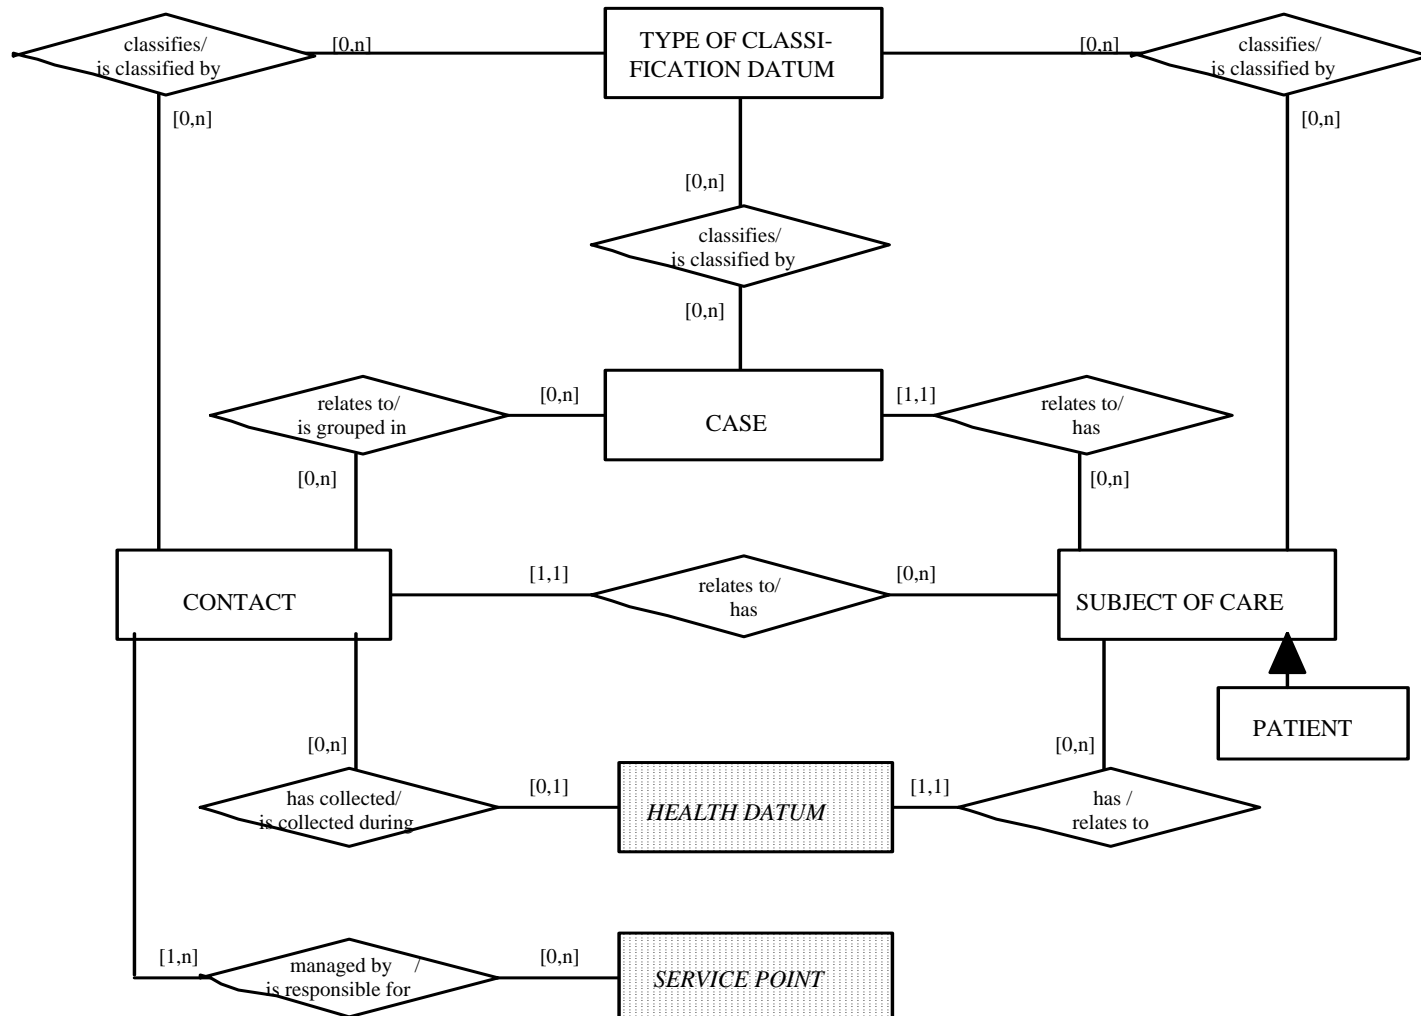 classifies/
is classified by
[0,n]
TYPE OF CLASSI-
FICATION DATUM
[0,n]
classifies/
is classified by
[0,n]
[0,n]
[0,n]
classifies/
is classified by
[0,n]
relates to/
is grouped in
[0,n]
CASE
[1,1]
relates to/
has
[0,n]
[0,n]
CONTACT
[1,1]
relates to/
has
[0,n]
SUBJECT OF CARE
PATIENT
[0,n]
[0,n]
has collected/
is collected during
[0,1]
HEALTH DATUM
[1,1]
has /
relates to
[1,n]
managed by /
is responsible for
[0,n]
SERVICE POINT